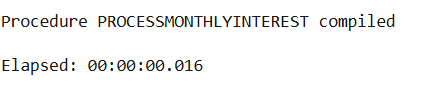 Procedure PROCESSMONTHLYINTEREST compiled
Elapsed: 00:00:00.016